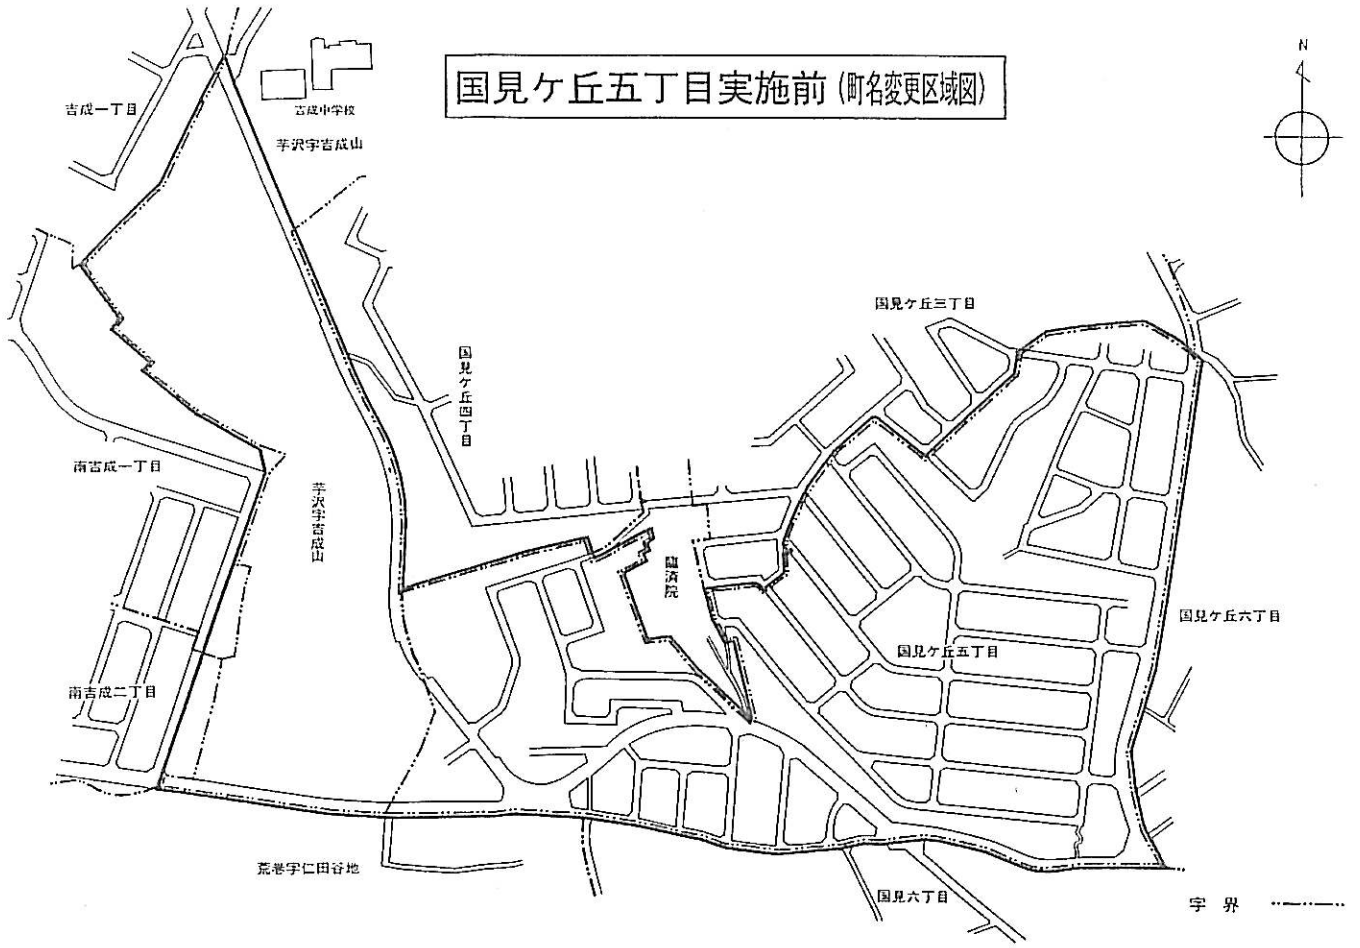 国見ケ丘五丁目実施前(町名変更区域図)
N
吉成一丁目
吉成中学校
芋沢字吉成山
国見ケ丘三丁目
国見ケ丘四丁目
南吉成一丁目
芋沢字吉成山
臨済院
国見ケ丘六丁目
国見ケ丘五丁目
南吉成二丁目
荒巻字仁田谷地
国見六丁目
字界